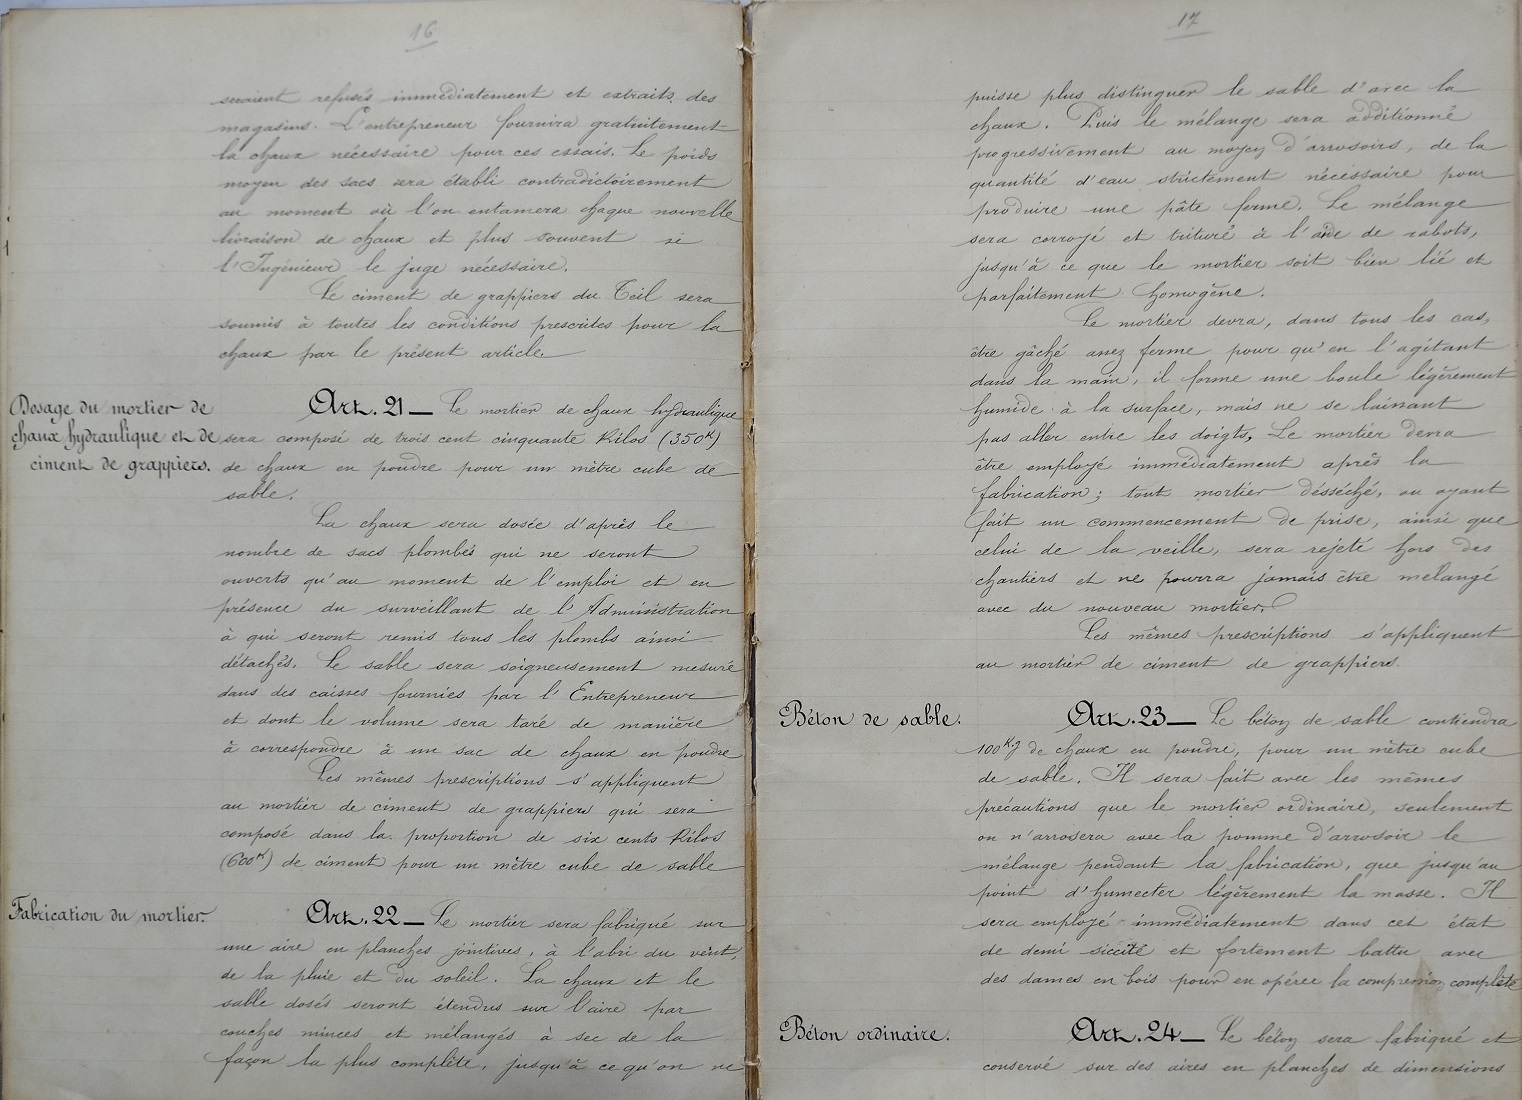 16
seraient refusés immédiatement et extraits des
magasins. L'entrepreneur fournira gratuitement
la chaux nécessaire pour ces essais. Le poids
moyen des sacs sera établi contradictoirement
au moment où l'on entamera chaque nouvelle
livraison de chaux et plus souvent si
l'Ingénieur le juge nécessaire.
Le ciment de grappiers du Teil sera
soumis à toutes les conditions prescrites pour la
chaux par le présent article.
Dosage du mortier de
chaux hydraulique et de
ciment de grappiers.
Art. 21 — Le mortier de chaux hydraulique
sera composé de trois cent cinquante Kilos (350K)
de chaux en poudre pour un mètre cube de
sable.
La chaux sera dosée d'après le
nombre de sacs plombés qui ne seront
ouverts qu'au moment de l'emploi et en
présence du surveillant de l'Administration
à qui seront remis tous les plombs ainsi
détachés. Le sable sera soigneusement mesuré
dans des caisses fournies par l'Entrepreneur
et dont le volume sera taré de manière
à correspondre à un sac de chaux en poudre
Les mêmes prescriptions s'appliquent
au mortier de ciment de grappiers qui sera
composé dans la proportion de six cents Kilos
(600K) de ciment pour un mètre cube de sable
Fabrication du mortier.
Art. 22 — Le mortier sera fabriqué sur
une aire en planches jointives, à l'abri du vent,
de la pluie et du soleil. La chaux et le
sable dosés seront étendus sur l'aire par
couches minces et mélangés à sec de la
façon la plus complète, jusqu'à ce qu'on ne
17
puisse plus distinguer le sable d'avec la
chaux. Puis le mélange sera additionné
progressivement au moyen d'arrosoirs, de la
quantité d'eau strictement nécessaire pour
produire une pâte ferme. Le mélange
sera corroyé et trituré à l'aide de rabots,
jusqu'à ce que le mortier soit bien lié et
parfaitement homogène.
Le mortier devra, dans tous les cas,
être gâché assez ferme pour qu'en l'agitant
dans la main, il forme une boule légèrement
humide à la surface, mais ne se laissant
pas aller entre les doigts. Le mortier devra
être employé immédiatement après la
fabrication; tout mortier désséché, ou ayant
fait un commencement de prise, ainsi que
celui de la veille, sera rejeté hors des
chantiers et ne pourra jamais être mélangé
avec du nouveau mortier.
Les mêmes prescriptions s'appliquent
au mortier de ciment de grappiers.
Béton de sable.
Art. 23 — Le béton de sable contiendra
100Kg de chaux en poudre, pour un mètre cube
de sable. Il sera fait avec les mêmes
précautions que le mortier ordinaire, seulement
on n'arrosera avec la pomme d'arrosoir le
mélange pendant la fabrication, que jusqu'au
point d'humecter légèrement la masse. Il
sera employé immédiatement dans cet état
de demi siccité et fortement battu avec
des dames en bois pour en opérer la compression complète
Béton ordinaire.
Art. 24 — Le béton sera fabriqué et
conservé sur des aires en planches de dimensions